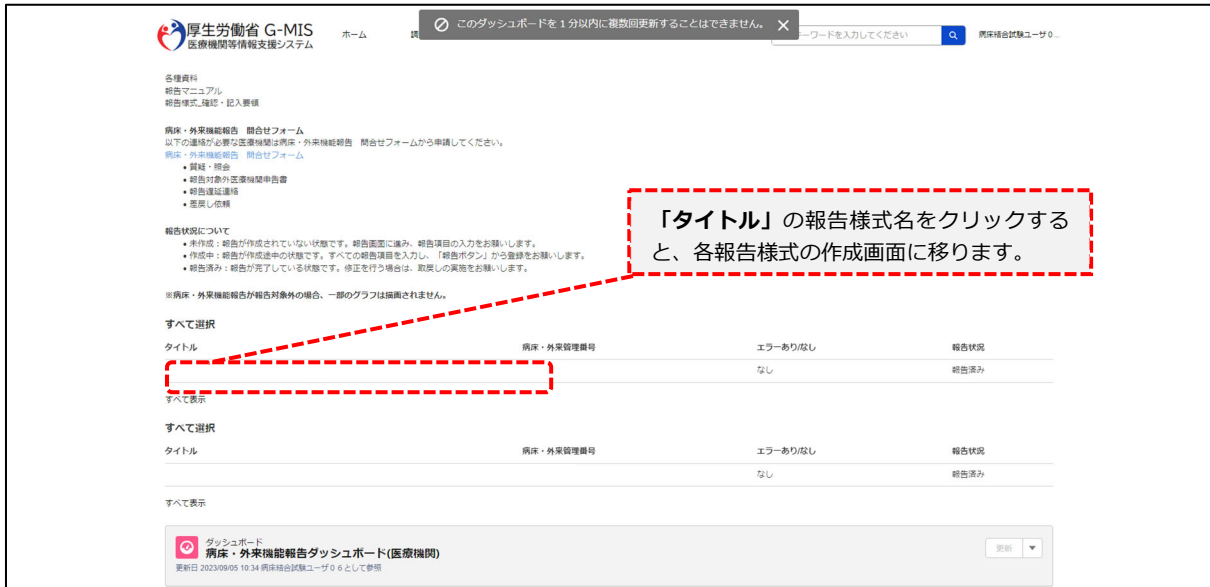 このダッシュボードを1分以内に複数回更新することはできません。
厚生労働省 G-MIS
医療機関等情報支援システム
ホーム
ーワードを入力してください
病床結合試験ユーザ0...
各種資料
報告マニュアル
報告様式_確認・記入要領
病床・外来機能報告 問合せフォーム
以下の連絡が必要な医療機関は病床・外来機能報告 問合せフォームから申請してください。
病床・外来機能報告 問合せフォーム
• 質疑・照会
• 報告対象外医療機関申告書
• 報告遅延連絡
• 差戻し依頼
「タイトル」の報告様式名をクリックする
と、各報告様式の作成画面に移ります。
報告状況について
• 未作成：報告が作成されていない状態です。報告画面に進み、報告項目の入力をお願いします。
• 作成中：報告が作成途中の状態です。すべての報告項目を入力し、「報告ボタン」から登録をお願いします。
• 報告済み：報告が完了している状態です。修正を行う場合は、取戻しの実施をお願いします。
※病床・外来機能報告が報告対象外の場合、一部のグラフは描画されません。
すべて選択
タイトル 病床・外来管理番号 エラーあり/なし 報告状況
なし 報告済み
すべて表示
すべて選択
タイトル 病床・外来管理番号 エラーあり/なし 報告状況
なし 報告済み
すべて表示
ダッシュボード
病床・外来機能報告ダッシュボード(医療機関)
更新日 2023/09/05 10:34 病床結合試験ユーザ06として参照
更新